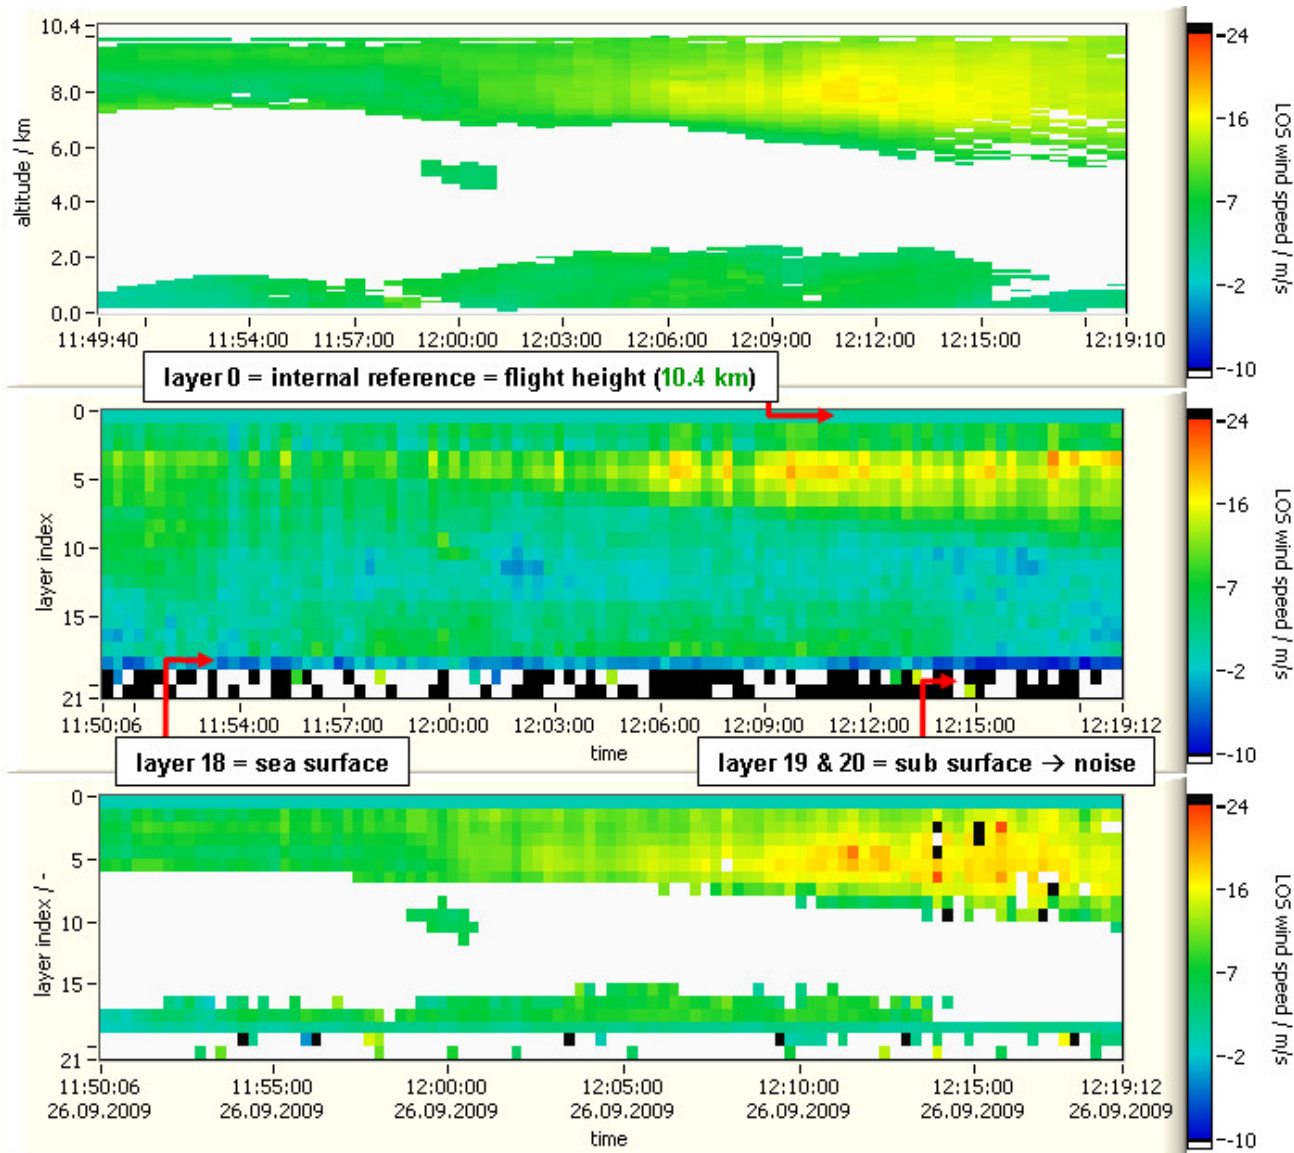 10.4
8.0
6.0
4.0
2.0
0.0
altitude / km
11:49:40 11:54:00 11:57:00 12:00:00 12:03:00 12:06:00 12:09:00 12:12:00 12:15:00 12:19:10
24
16
7
-2
-10
LOS wind speed / m/s
layer 0 = internal reference = flight height (10.4 km)
0
5
10
15
21
layer index
11:50:06 11:54:00 11:57:00 12:00:00 12:03:00 12:06:00 12:09:00 12:12:00 12:15:00 12:19:12
time
24
16
7
-2
-10
LOS wind speed / m/s
layer 18 = sea surface
layer 19 & 20 = sub surface → noise
0
5
10
15
21
layer index / -
11:50:06 11:55:00 12:00:00 12:05:00 12:10:00 12:15:00 12:19:12
26.09.2009 26.09.2009 26.09.2009 26.09.2009 26.09.2009 26.09.2009 26.09.2009
time
24
16
7
-2
-10
LOS wind speed / m/s